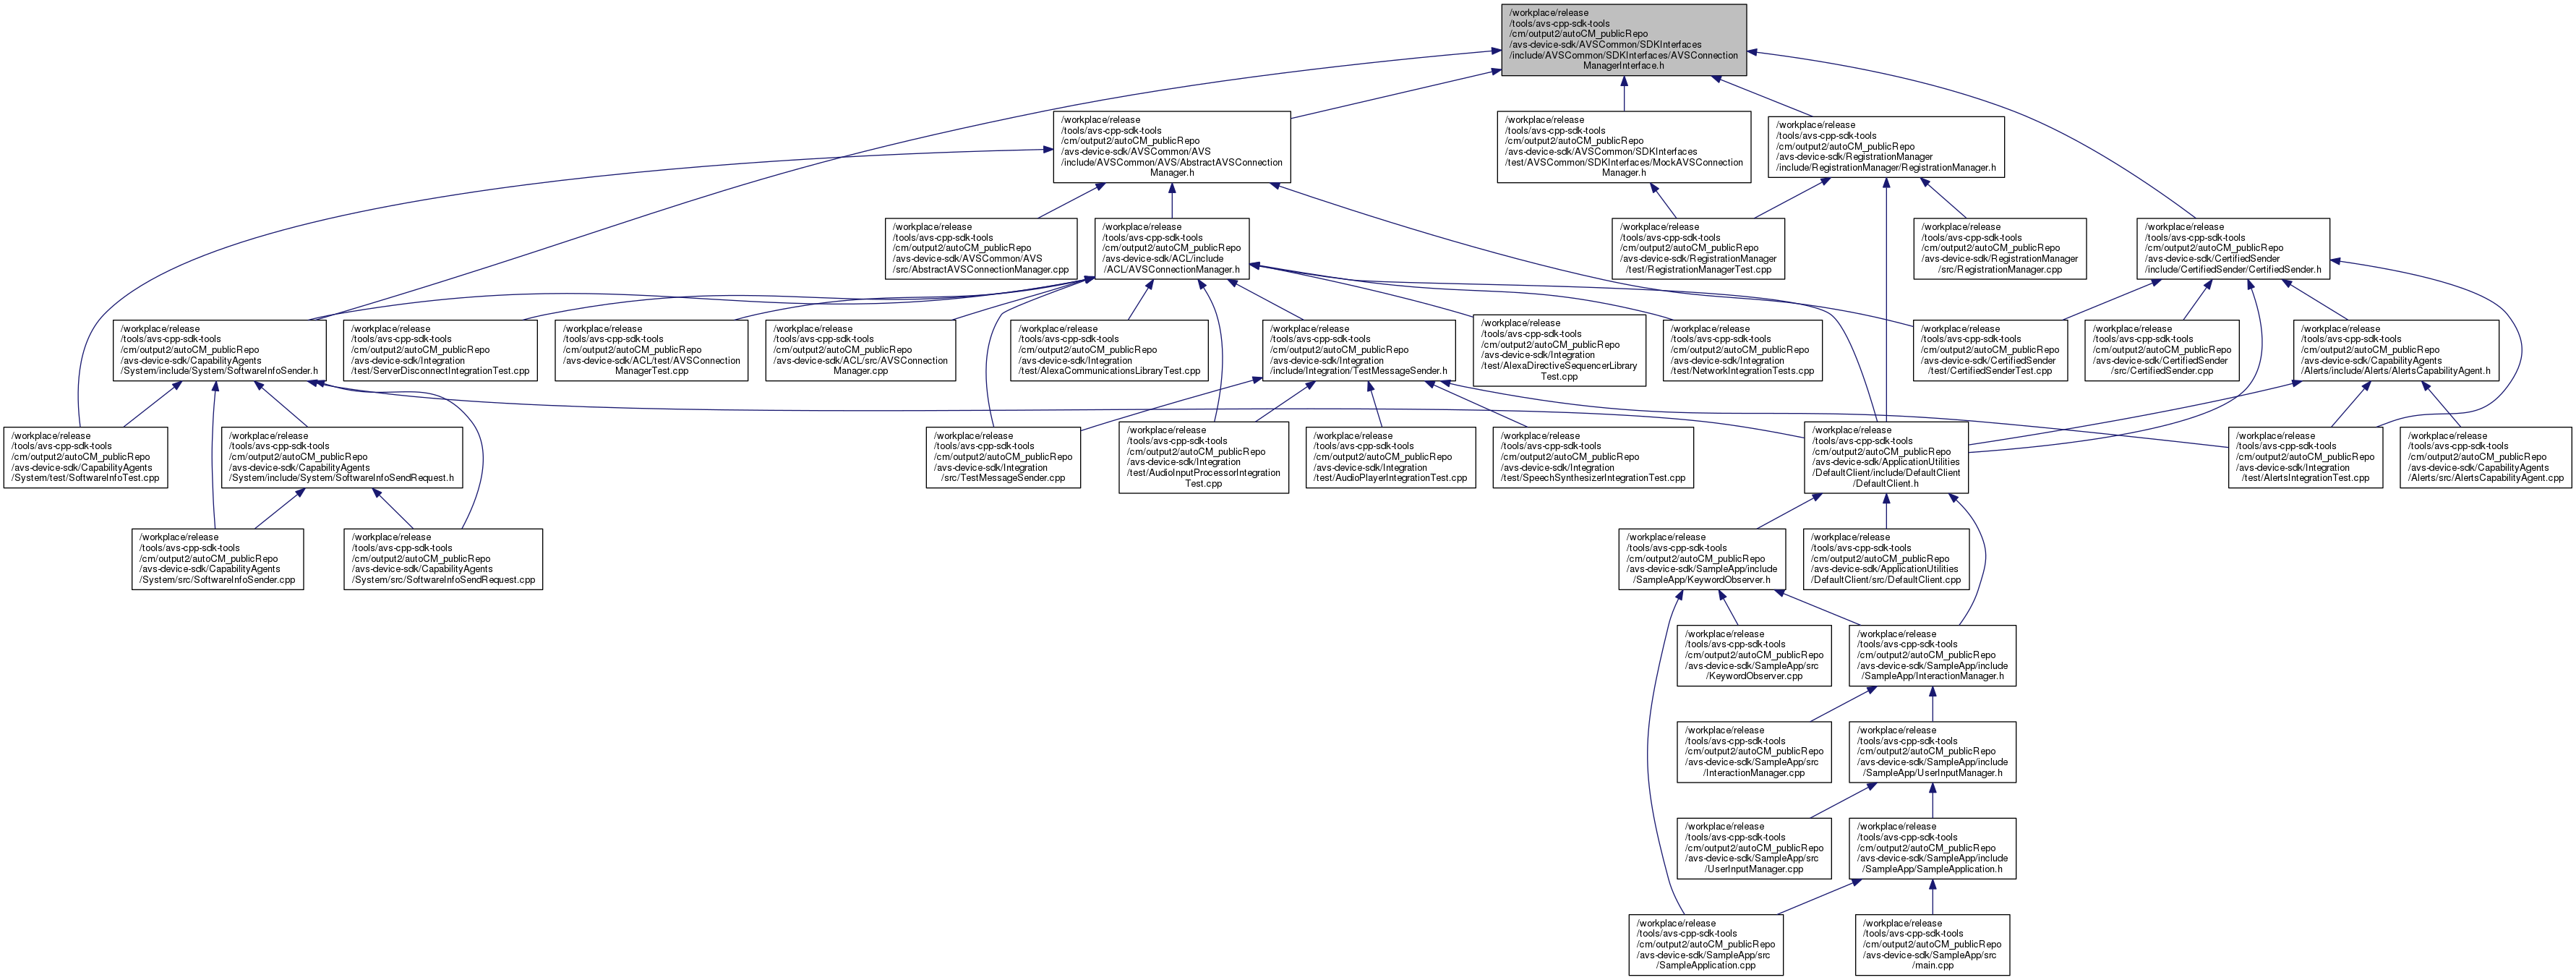 /workplace/release
/tools/avs-cpp-sdk-tools
/cm/output2/autoCM_publicRepo
/avs-device-sdk/AVSCommon/SDKInterfaces
/include/AVSCommon/SDKInterfaces/AVSConnection
ManagerInterface.h
/workplace/release
/tools/avs-cpp-sdk-tools
/cm/output2/autoCM_publicRepo
/avs-device-sdk/AVSCommon/AVS
/include/AVSCommon/AVS/AbstractAVSConnection
Manager.h
/workplace/release
/tools/avs-cpp-sdk-tools
/cm/output2/autoCM_publicRepo
/avs-device-sdk/AVSCommon/SDKInterfaces
/test/AVSCommon/SDKInterfaces/MockAVSConnection
Manager.h
/workplace/release
/tools/avs-cpp-sdk-tools
/cm/output2/autoCM_publicRepo
/avs-device-sdk/RegistrationManager
/include/RegistrationManager/RegistrationManager.h
/workplace/release
/tools/avs-cpp-sdk-tools
/cm/output2/autoCM_publicRepo
/avs-device-sdk/AVSCommon/AVS
/src/AbstractAVSConnectionManager.cpp
/workplace/release
/tools/avs-cpp-sdk-tools
/cm/output2/autoCM_publicRepo
/avs-device-sdk/ACL/include
/ACL/AVSConnectionManager.h
/workplace/release
/tools/avs-cpp-sdk-tools
/cm/output2/autoCM_publicRepo
/avs-device-sdk/RegistrationManager
/test/RegistrationManagerTest.cpp
/workplace/release
/tools/avs-cpp-sdk-tools
/cm/output2/autoCM_publicRepo
/avs-device-sdk/RegistrationManager
/src/RegistrationManager.cpp
/workplace/release
/tools/avs-cpp-sdk-tools
/cm/output2/autoCM_publicRepo
/avs-device-sdk/CertifiedSender
/include/CertifiedSender/CertifiedSender.h
/workplace/release
/tools/avs-cpp-sdk-tools
/cm/output2/autoCM_publicRepo
/avs-device-sdk/CapabilityAgents
/System/include/System/SoftwareInfoSender.h
/workplace/release
/tools/avs-cpp-sdk-tools
/cm/output2/autoCM_publicRepo
/avs-device-sdk/Integration
/test/ServerDisconnectIntegrationTest.cpp
/workplace/release
/tools/avs-cpp-sdk-tools
/cm/output2/autoCM_publicRepo
/avs-device-sdk/ACL/test/AVSConnection
ManagerTest.cpp
/workplace/release
/tools/avs-cpp-sdk-tools
/cm/output2/autoCM_publicRepo
/avs-device-sdk/ACL/src/AVSConnection
Manager.cpp
/workplace/release
/tools/avs-cpp-sdk-tools
/cm/output2/autoCM_publicRepo
/avs-device-sdk/Integration
/test/AlexaCommunicationsLibraryTest.cpp
/workplace/release
/tools/avs-cpp-sdk-tools
/cm/output2/autoCM_publicRepo
/avs-device-sdk/Integration
/include/Integration/TestMessageSender.h
/workplace/release
/tools/avs-cpp-sdk-tools
/cm/output2/autoCM_publicRepo
/avs-device-sdk/Integration
/test/AlexaDirectiveSequencerLibrary
Test.cpp
/workplace/release
/tools/avs-cpp-sdk-tools
/cm/output2/autoCM_publicRepo
/avs-device-sdk/Integration
/test/NetworkIntegrationTests.cpp
/workplace/release
/tools/avs-cpp-sdk-tools
/cm/output2/autoCM_publicRepo
/avs-device-sdk/CertifiedSender
/test/CertifiedSenderTest.cpp
/workplace/release
/tools/avs-cpp-sdk-tools
/cm/output2/autoCM_publicRepo
/avs-device-sdk/CertifiedSender
/src/CertifiedSender.cpp
/workplace/release
/tools/avs-cpp-sdk-tools
/cm/output2/autoCM_publicRepo
/avs-device-sdk/CapabilityAgents
/Alerts/include/Alerts/AlertsCapabilityAgent.h
/workplace/release
/tools/avs-cpp-sdk-tools
/cm/output2/autoCM_publicRepo
/avs-device-sdk/CapabilityAgents
/System/test/SoftwareInfoTest.cpp
/workplace/release
/tools/avs-cpp-sdk-tools
/cm/output2/autoCM_publicRepo
/avs-device-sdk/CapabilityAgents
/System/include/System/SoftwareInfoSendRequest.h
/workplace/release
/tools/avs-cpp-sdk-tools
/cm/output2/autoCM_publicRepo
/avs-device-sdk/Integration
/src/TestMessageSender.cpp
/workplace/release
/tools/avs-cpp-sdk-tools
/cm/output2/autoCM_publicRepo
/avs-device-sdk/Integration
/test/AudioInputProcessorIntegration
Test.cpp
/workplace/release
/tools/avs-cpp-sdk-tools
/cm/output2/autoCM_publicRepo
/avs-device-sdk/Integration
/test/AudioPlayerIntegrationTest.cpp
/workplace/release
/tools/avs-cpp-sdk-tools
/cm/output2/autoCM_publicRepo
/avs-device-sdk/Integration
/test/SpeechSynthesizerIntegrationTest.cpp
/workplace/release
/tools/avs-cpp-sdk-tools
/cm/output2/autoCM_publicRepo
/avs-device-sdk/ApplicationUtilities
/DefaultClient/include/DefaultClient
/DefaultClient.h
/workplace/release
/tools/avs-cpp-sdk-tools
/cm/output2/autoCM_publicRepo
/avs-device-sdk/Integration
/test/AlertsIntegrationTest.cpp
/workplace/release
/tools/avs-cpp-sdk-tools
/cm/output2/autoCM_publicRepo
/avs-device-sdk/CapabilityAgents
/Alerts/src/AlertsCapabilityAgent.cpp
/workplace/release
/tools/avs-cpp-sdk-tools
/cm/output2/autoCM_publicRepo
/avs-device-sdk/CapabilityAgents
/System/src/SoftwareInfoSender.cpp
/workplace/release
/tools/avs-cpp-sdk-tools
/cm/output2/autoCM_publicRepo
/avs-device-sdk/CapabilityAgents
/System/src/SoftwareInfoSendRequest.cpp
/workplace/release
/tools/avs-cpp-sdk-tools
/cm/output2/autoCM_publicRepo
/avs-device-sdk/SampleApp/include
/SampleApp/KeywordObserver.h
/workplace/release
/tools/avs-cpp-sdk-tools
/cm/output2/autoCM_publicRepo
/avs-device-sdk/ApplicationUtilities
/DefaultClient/src/DefaultClient.cpp
/workplace/release
/tools/avs-cpp-sdk-tools
/cm/output2/autoCM_publicRepo
/avs-device-sdk/SampleApp/src
/KeywordObserver.cpp
/workplace/release
/tools/avs-cpp-sdk-tools
/cm/output2/autoCM_publicRepo
/avs-device-sdk/SampleApp/include
/SampleApp/InteractionManager.h
/workplace/release
/tools/avs-cpp-sdk-tools
/cm/output2/autoCM_publicRepo
/avs-device-sdk/SampleApp/src
/InteractionManager.cpp
/workplace/release
/tools/avs-cpp-sdk-tools
/cm/output2/autoCM_publicRepo
/avs-device-sdk/SampleApp/include
/SampleApp/UserInputManager.h
/workplace/release
/tools/avs-cpp-sdk-tools
/cm/output2/autoCM_publicRepo
/avs-device-sdk/SampleApp/src
/UserInputManager.cpp
/workplace/release
/tools/avs-cpp-sdk-tools
/cm/output2/autoCM_publicRepo
/avs-device-sdk/SampleApp/include
/SampleApp/SampleApplication.h
/workplace/release
/tools/avs-cpp-sdk-tools
/cm/output2/autoCM_publicRepo
/avs-device-sdk/SampleApp/src
/SampleApplication.cpp
/workplace/release
/tools/avs-cpp-sdk-tools
/cm/output2/autoCM_publicRepo
/avs-device-sdk/SampleApp/src
/main.cpp